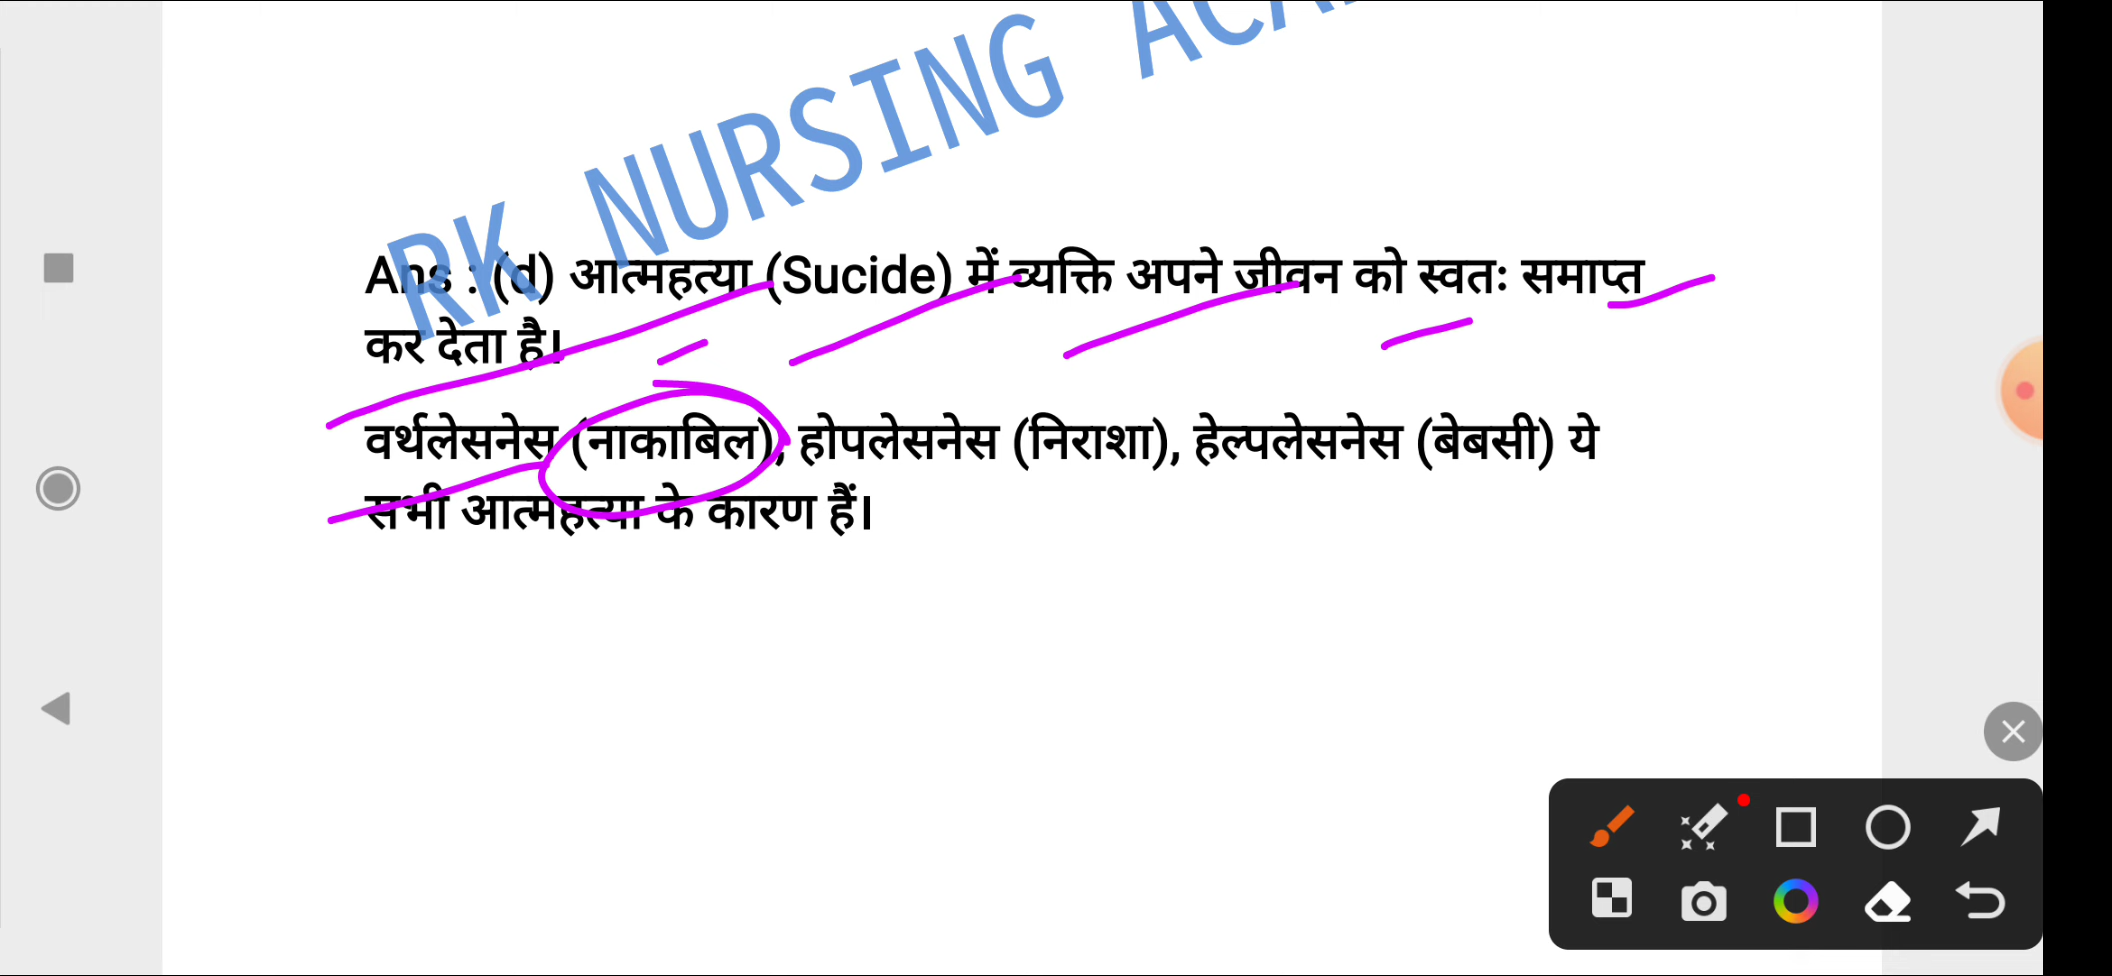 RK NURSING ACA
Ans : (d) आत्महत्या (Sucide) में व्यक्ति अपने जीवन को स्वतः समाप्त
कर देता है।
वर्थलेसनेस (नाकाबिल), होपलेसनेस (निराशा), हेल्पलेसनेस (बेबसी) ये
सभी आत्महत्या के कारण हैं।